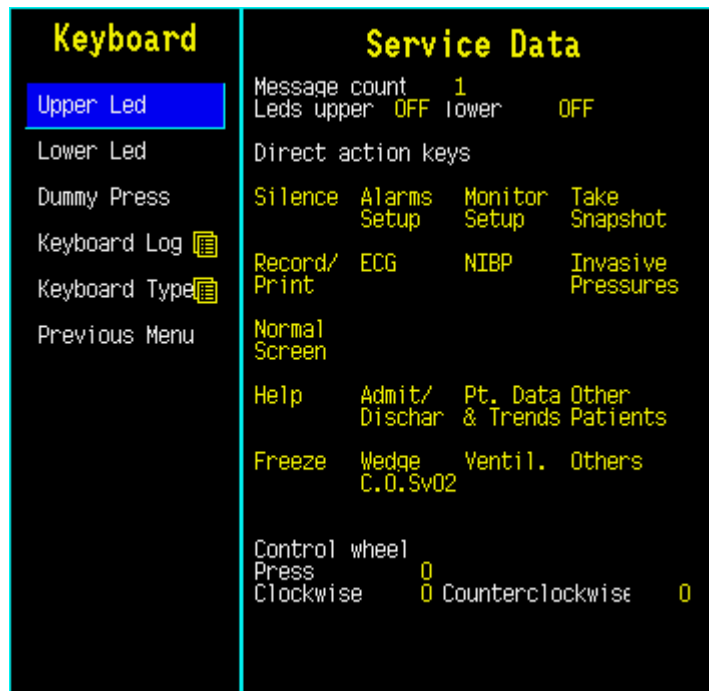 Keyboard
Upper Led
Lower Led
Dummy Press
Keyboard Log
Keyboard Type
Previous Menu
Service Data
Message count 1
Leds upper OFF lower OFF
Direct action keys
Silence Alarms Monitor Take
Setup Setup Snapshot
Record/ ECG NIBP Invasive
Print Pressures
Normal
Screen
Help Admit/ Pt. Data Other
Dischar & Trends Patients
Freeze Wedge Ventil. Others
C.O.SvO2
Control wheel
Press 0
Clockwise 0 Counterclockwise 0